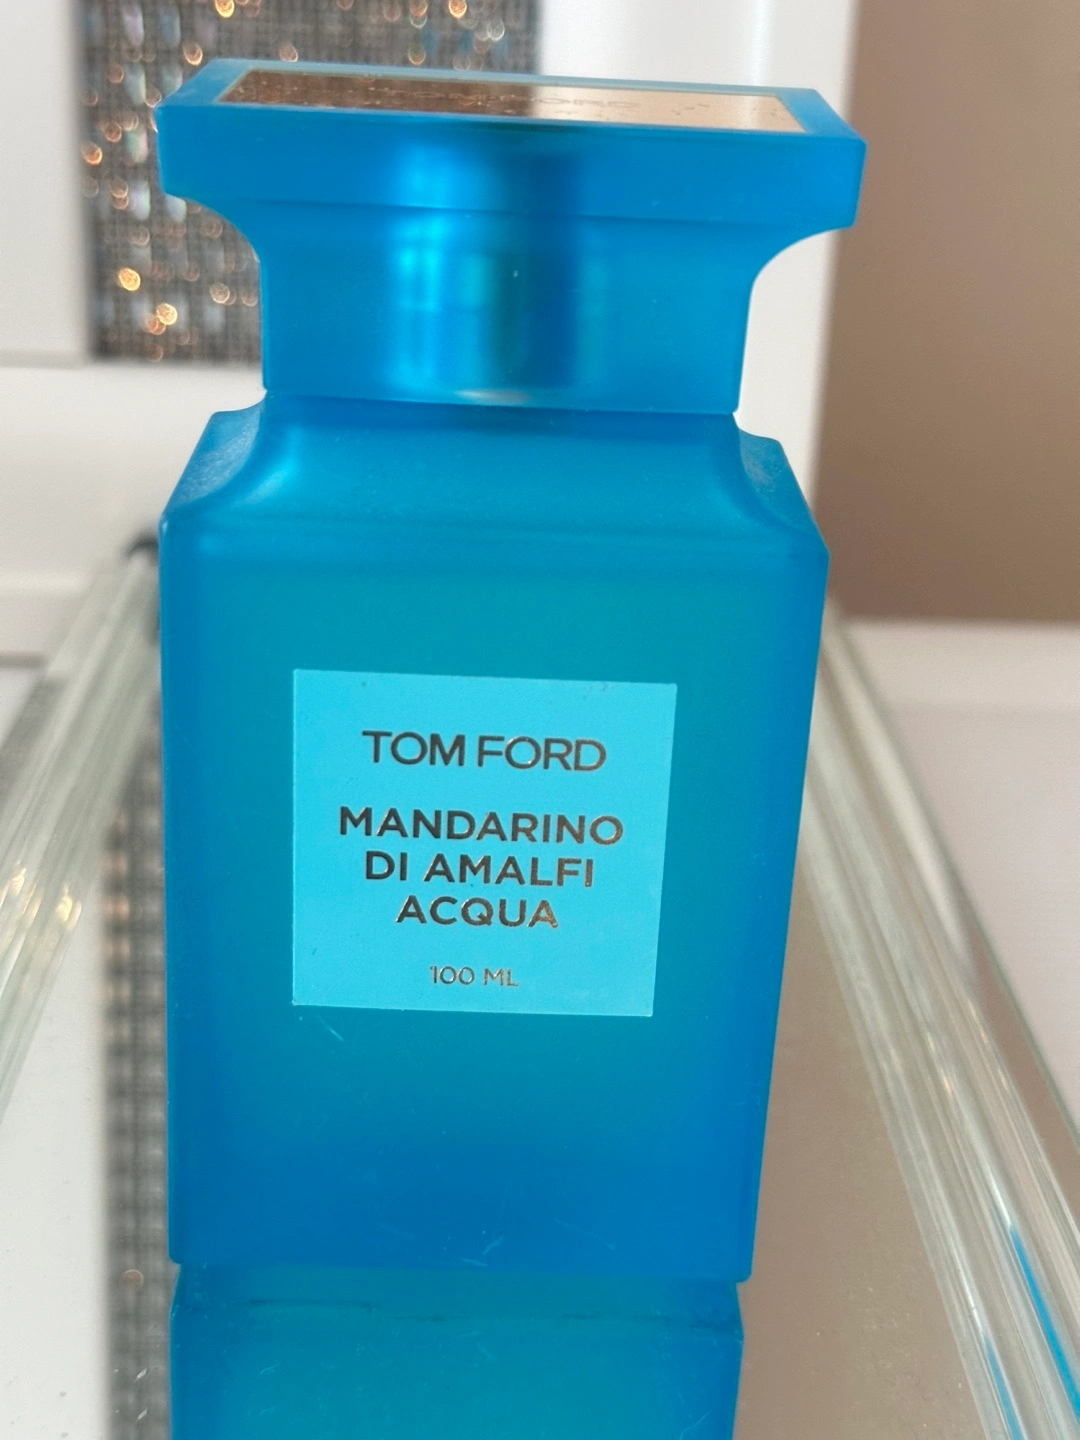 TOM FORD
MANDARINO
DI AMALFI
ACQUA
100 ML